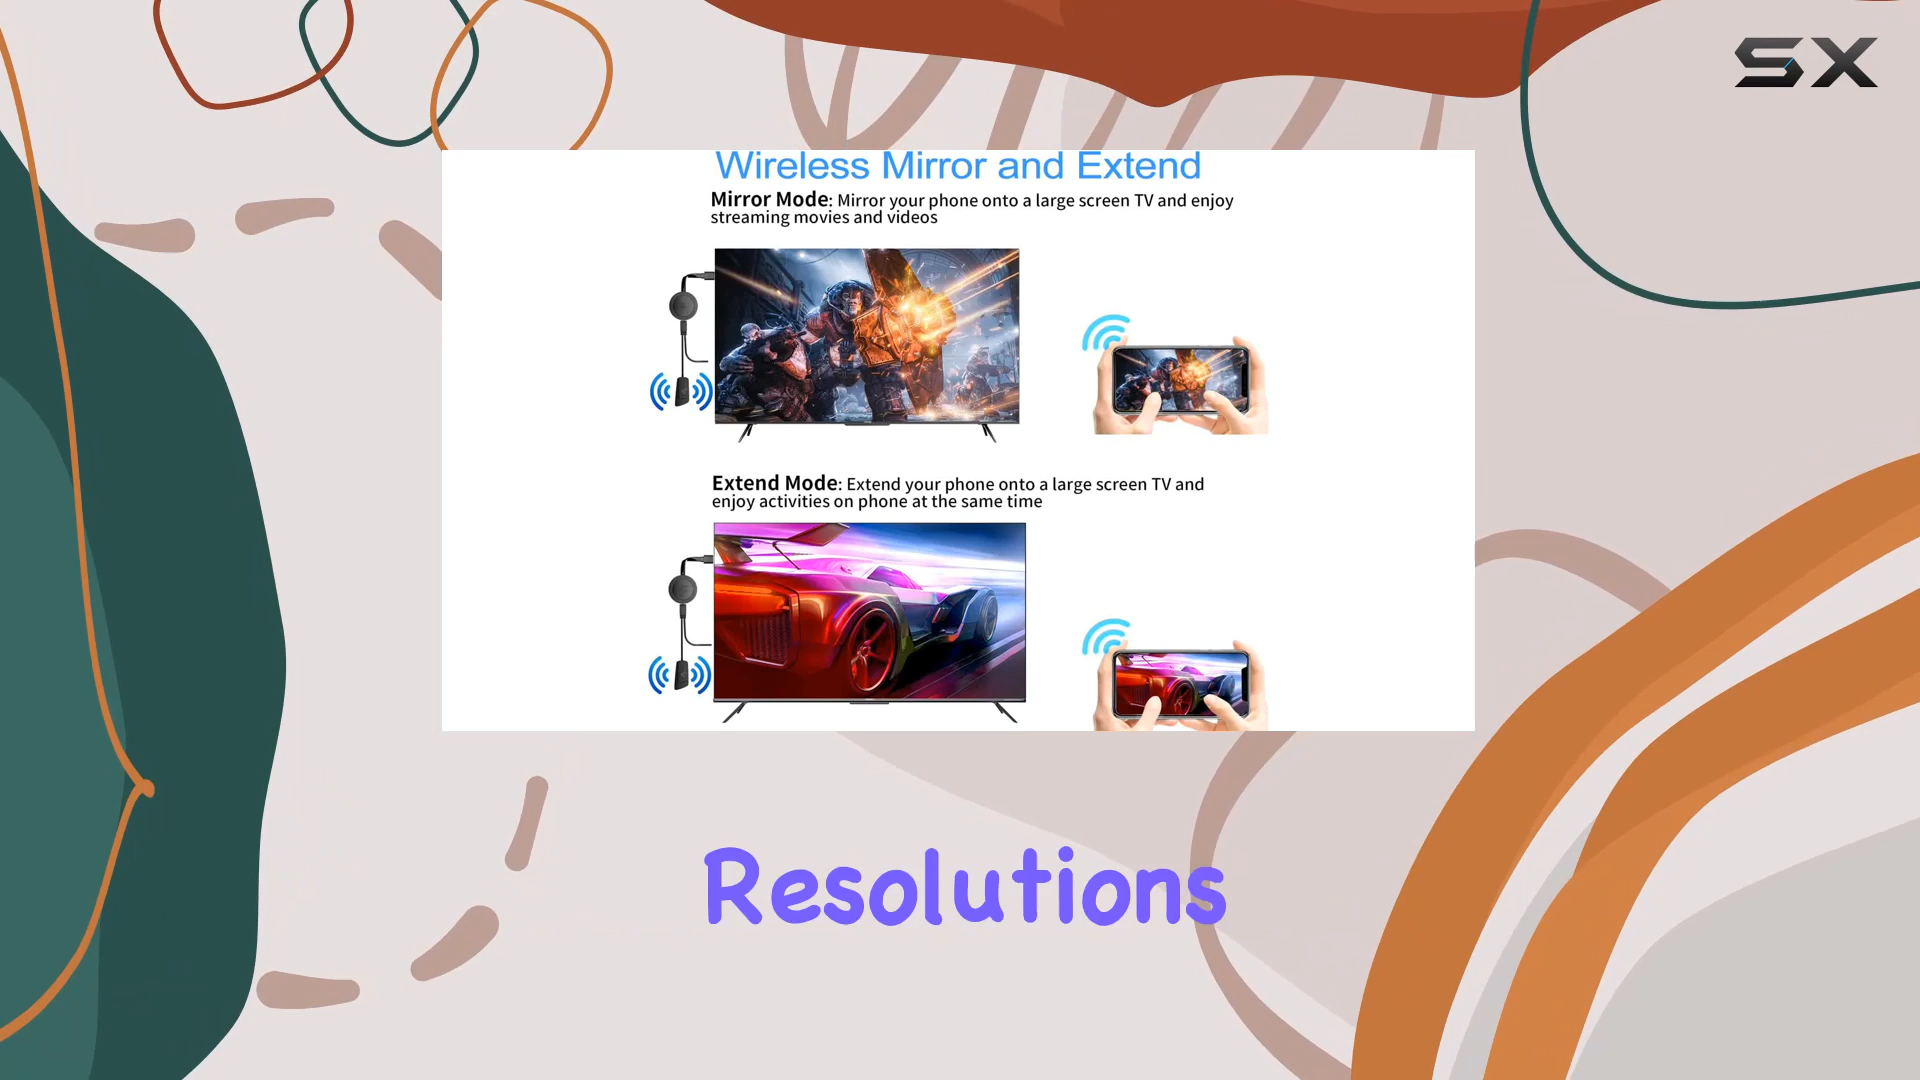 SX
Wireless Mirror and Extend
Mirror Mode: Mirror your phone onto a large screen TV and enjoy
streaming movies and videos
Extend Mode: Extend your phone onto a large screen TV and
enjoy activities on phone at the same time
Resolutions